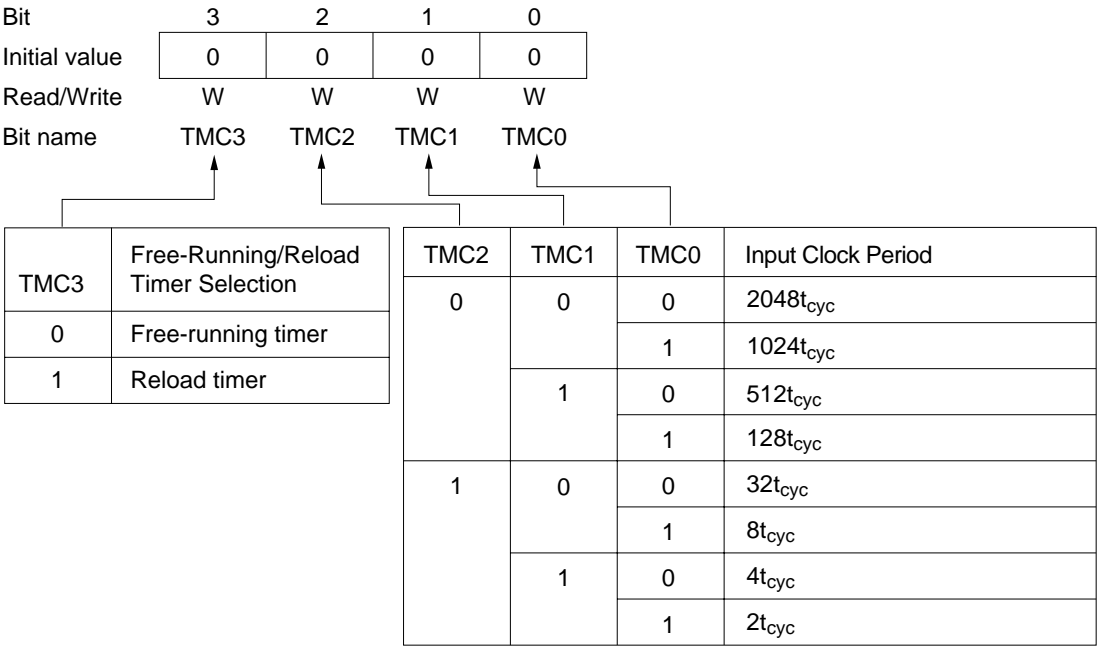 Bit 3 2 1 0
Initial value 0 0 0 0
Read/Write W W W W
Bit name TMC3 TMC2 TMC1 TMC0
TMC3 Free-Running/Reload
Timer Selection
0 Free-running timer
1 Reload timer
TMC2 TMC1 TMC0 Input Clock Period
0 0 0 2048tcyc
1 1024tcyc
1 0 512tcyc
1 128tcyc
1 0 0 32tcyc
1 8tcyc
1 0 4tcyc
1 2tcyc